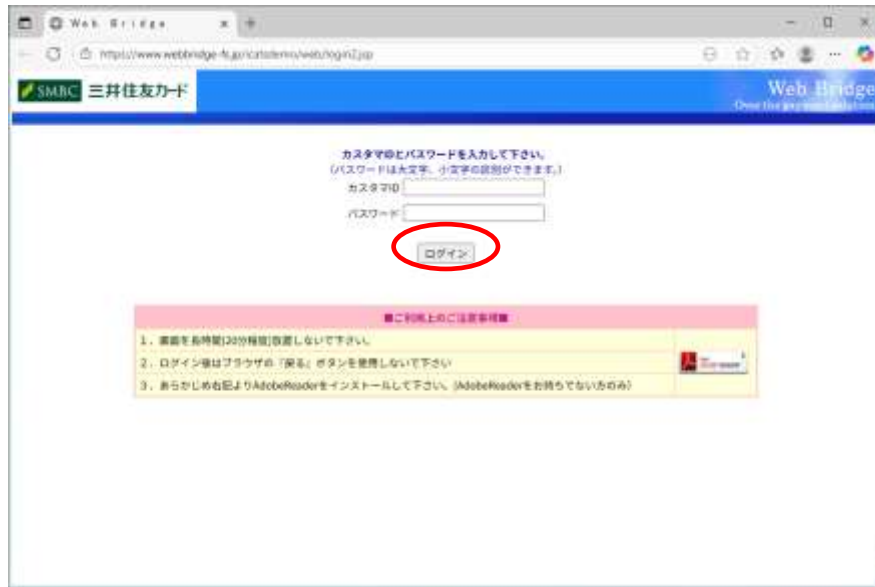 Web Bridge
SMBC 三井住友カード
Web Bridge
カスタマIDとパスワードを入力して下さい。
(パスワードは大文字、小文字の識別ができます。)
カスタマID
パスワード
ログイン
■ご利用上のご注意事項■
1．画面を長時間(20分程度)放置しないで下さい。
2．ログイン後はブラウザの「戻る」ボタンを使用しないで下さい
3．あらかじめ右記よりAdobeReaderをインストールして下さい。(AdobeReaderをお持ちでない方のみ)